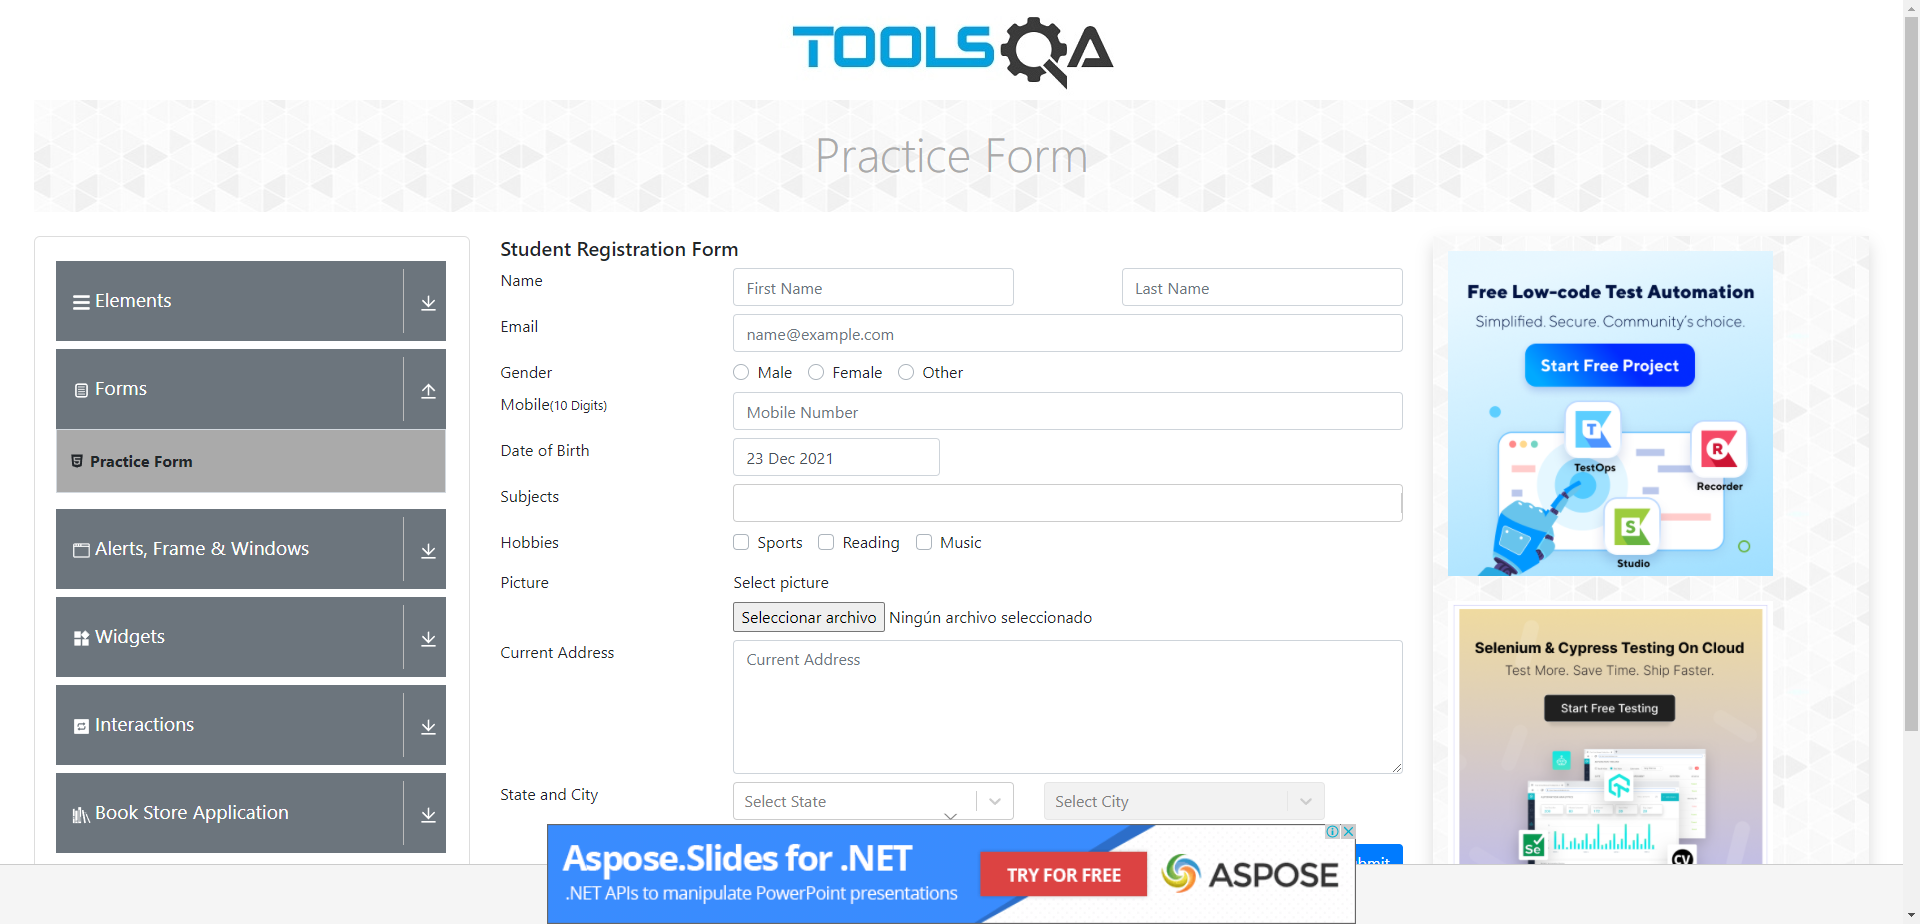 TOOLSQA
Practice Form
Elements
Forms
Practice Form
Alerts, Frame & Windows
Widgets
Interactions
Book Store Application
Student Registration Form
Name
First Name
Last Name
Email
name@example.com
Gender
Male
Female
Other
Mobile(10 Digits)
Mobile Number
Date of Birth
23 Dec 2021
Subjects
Hobbies
Sports
Reading
Music
Picture
Select picture
Seleccionar archivo
Ningún archivo seleccionado
Current Address
Current Address
State and City
Select State
Select City
Free Low-code Test Automation
Simplified. Secure. Community's choice.
Start Free Project
T
TestOps
R
Recorder
S
Studio
Selenium & Cypress Testing On Cloud
Test More. Save Time. Ship Faster.
Start Free Testing
Se
cy
Aspose.Slides for .NET
.NET APIs to manipulate PowerPoint presentations
TRY FOR FREE
ASPOSE